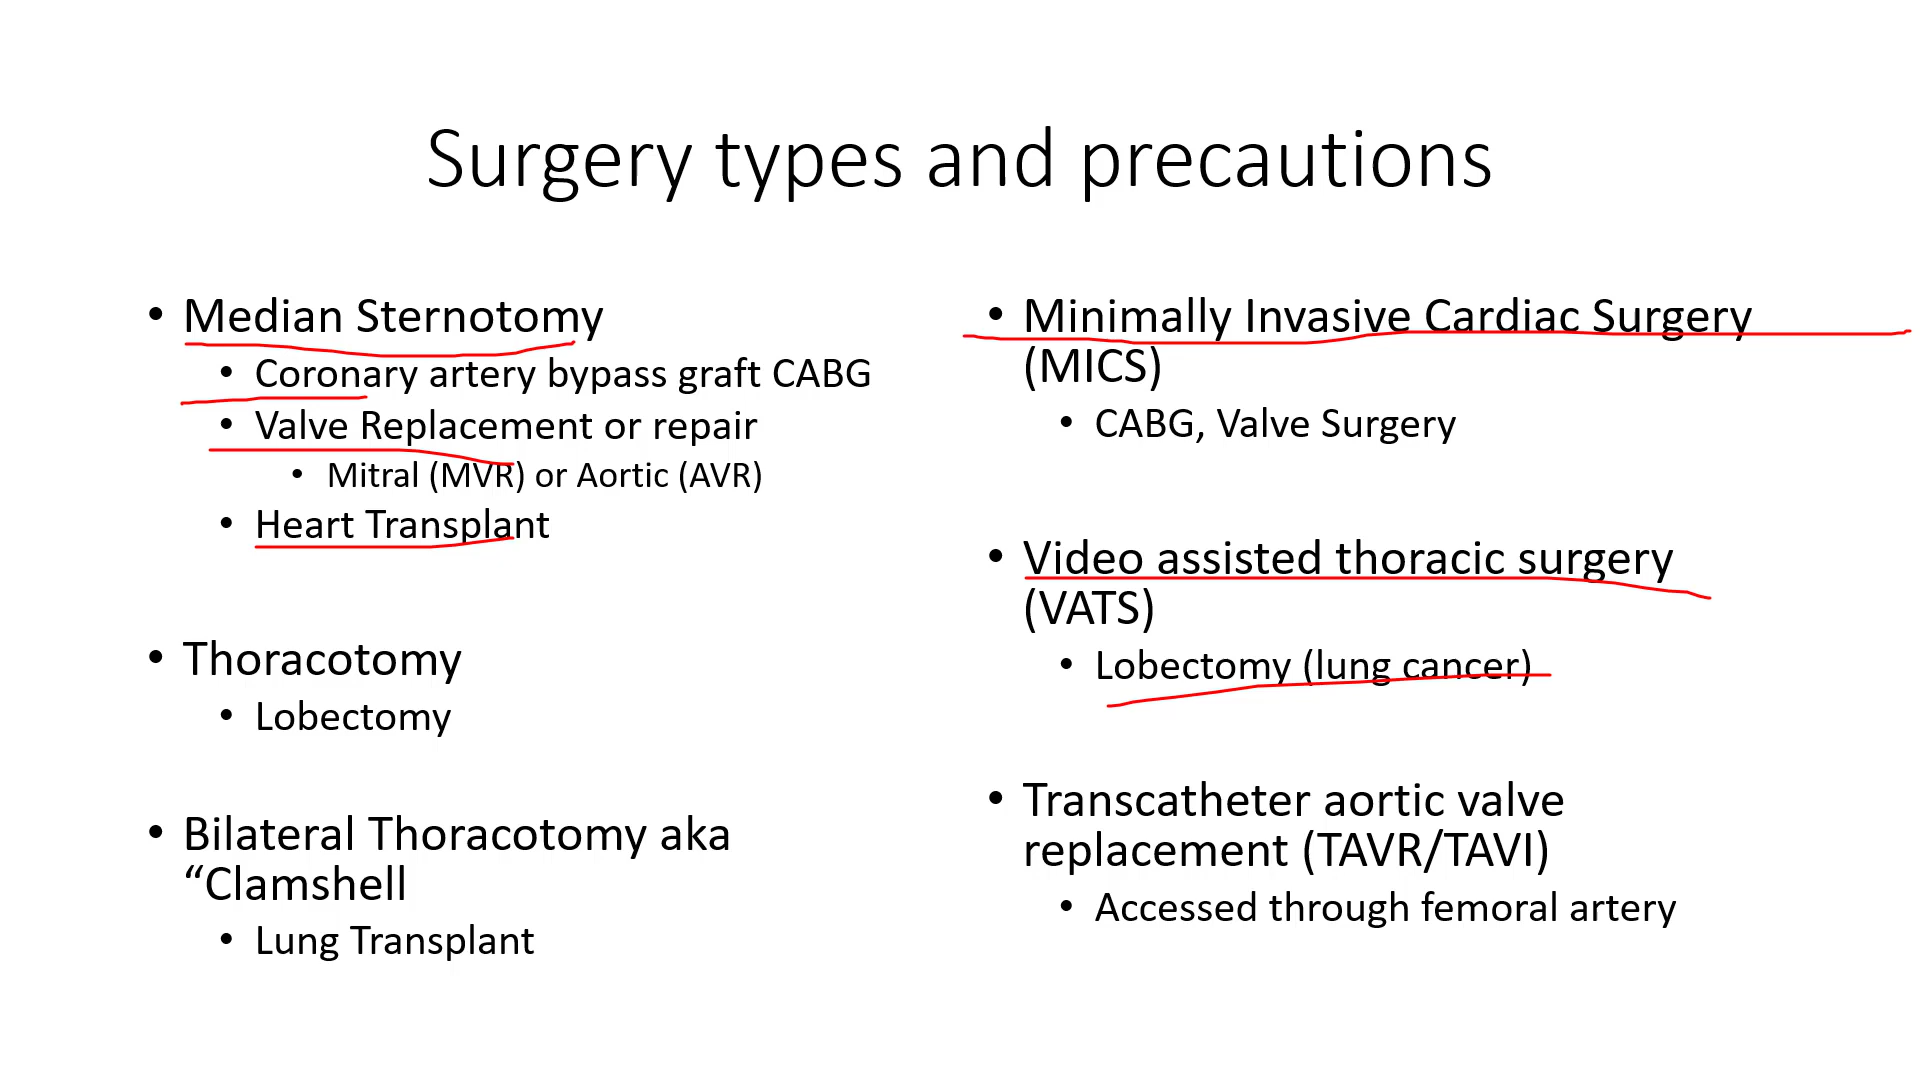 Surgery types and precautions
• Median Sternotomy
• Coronary artery bypass graft CABG
• Valve Replacement or repair
• Mitral (MVR) or Aortic (AVR)
• Heart Transplant
• Thoracotomy
• Lobectomy
• Bilateral Thoracotomy aka
“Clamshell
• Lung Transplant
• Minimally Invasive Cardiac Surgery
(MICS)
• CABG, Valve Surgery
• Video assisted thoracic surgery
(VATS)
• Lobectomy (lung cancer)
• Transcatheter aortic valve
replacement (TAVR/TAVI)
• Accessed through femoral artery